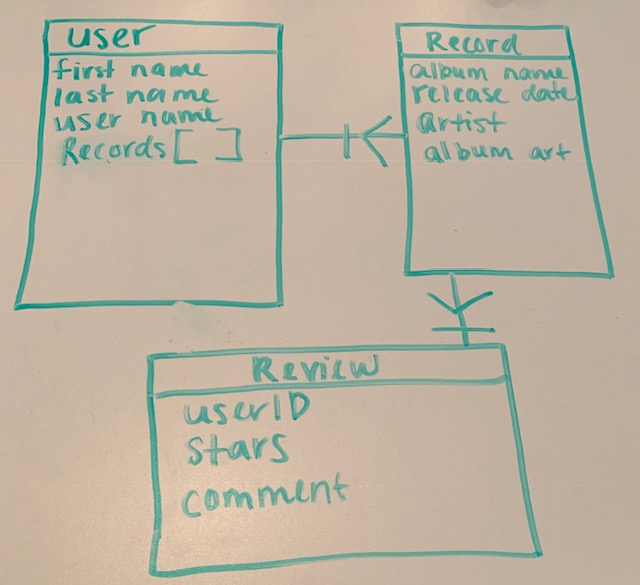 user
first name
last name
user name
Records [ ]
Record
album name
release date
artist
album art
Review
userID
stars
comment